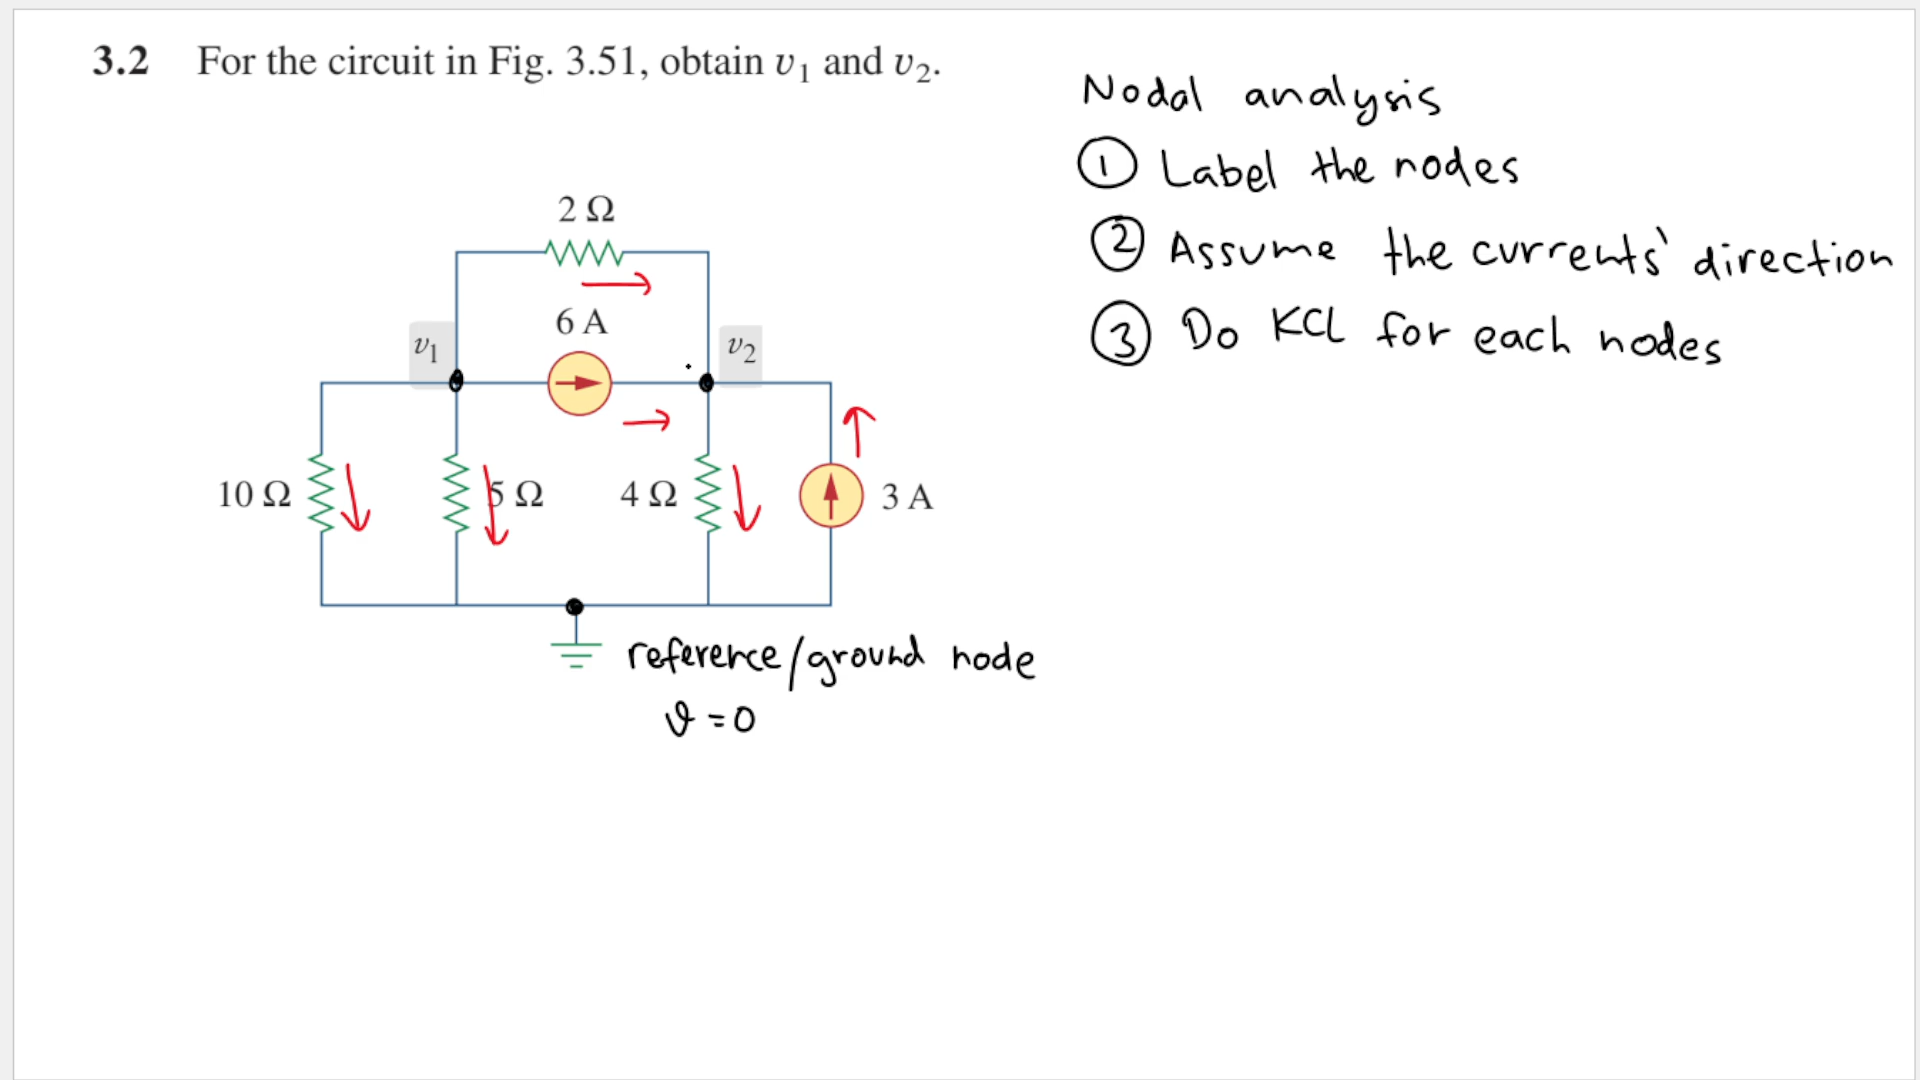 3.2 For the circuit in Fig. 3.51, obtain v₁ and v₂.
Nodal analysis
① Label the nodes
② Assume the currents' direction
③ Do KCL for each nodes
2 Ω
6 A
v₁
v₂
10 Ω
5 Ω
4 Ω
3 A
reference/ground node
v = 0